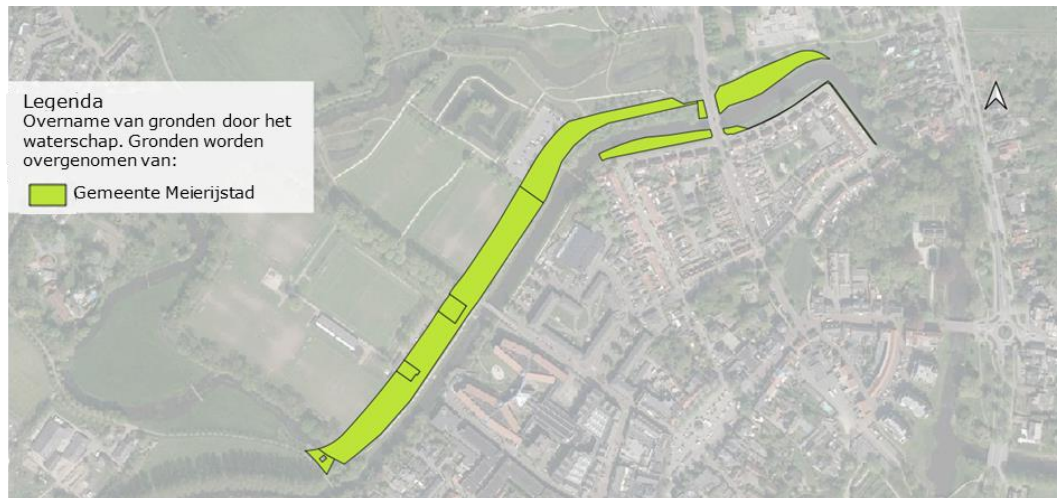 Legenda
Overname van gronden door het
waterschap. Gronden worden
overgenomen van:
Gemeente Meierijstad